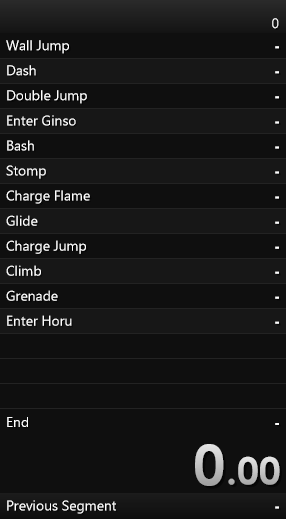 0
Wall Jump -
Dash -
Double Jump -
Enter Ginso -
Bash -
Stomp -
Charge Flame -
Glide -
Charge Jump -
Climb -
Grenade -
Enter Horu -
End -
0.00
Previous Segment -